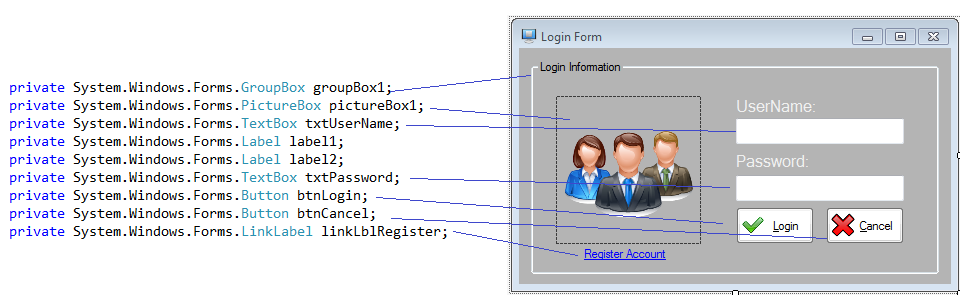 private System.Windows.Forms.GroupBox groupBox1;
private System.Windows.Forms.PictureBox pictureBox1;
private System.Windows.Forms.TextBox txtUserName;
private System.Windows.Forms.Label label1;
private System.Windows.Forms.Label label2;
private System.Windows.Forms.TextBox txtPassword;
private System.Windows.Forms.Button btnLogin;
private System.Windows.Forms.Button btnCancel;
private System.Windows.Forms.LinkLabel linkLblRegister;
Login Form
Login Information
UserName:
Password:
Login Cancel
Register Account